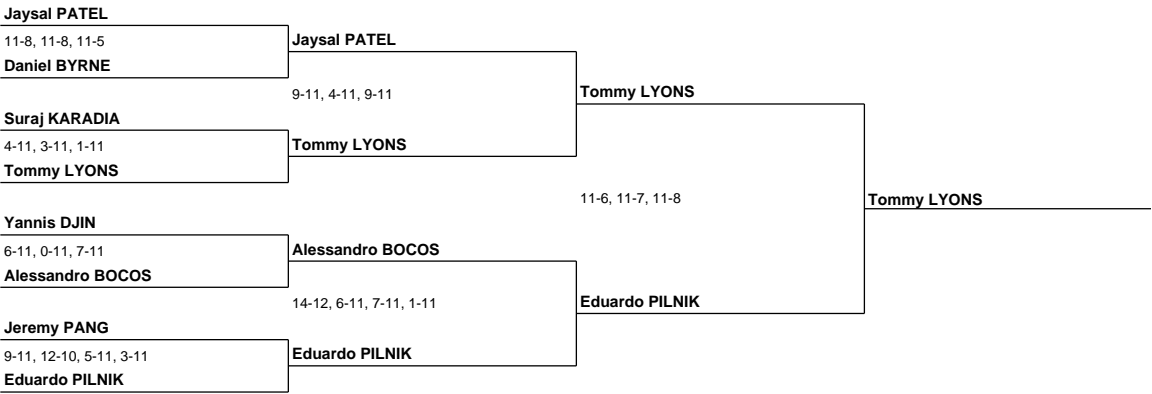 Jaysal PATEL
11-8, 11-8, 11-5
Daniel BYRNE
Jaysal PATEL
9-11, 4-11, 9-11
Suraj KARADIA
4-11, 3-11, 1-11
Tommy LYONS
Tommy LYONS
Tommy LYONS
11-6, 11-7, 11-8
Tommy LYONS
Yannis DJIN
6-11, 0-11, 7-11
Alessandro BOCOS
Alessandro BOCOS
14-12, 6-11, 7-11, 1-11
Jeremy PANG
9-11, 12-10, 5-11, 3-11
Eduardo PILNIK
Eduardo PILNIK
Eduardo PILNIK